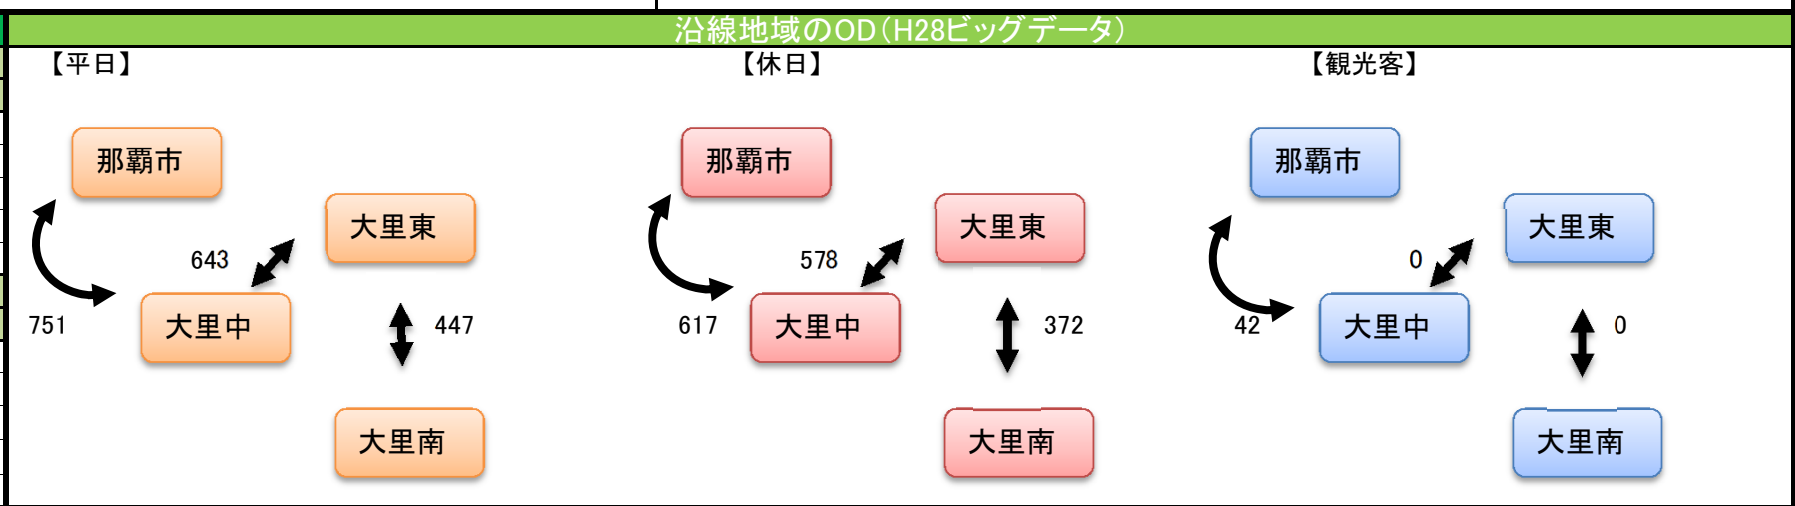 沿線地域のOD（H28ビッグデータ）
【平日】
那覇市
大里東
643
751
大里中
447
大里南
【休日】
那覇市
大里東
578
617
大里中
372
大里南
【観光客】
那覇市
大里東
0
42
大里中
0
大里南